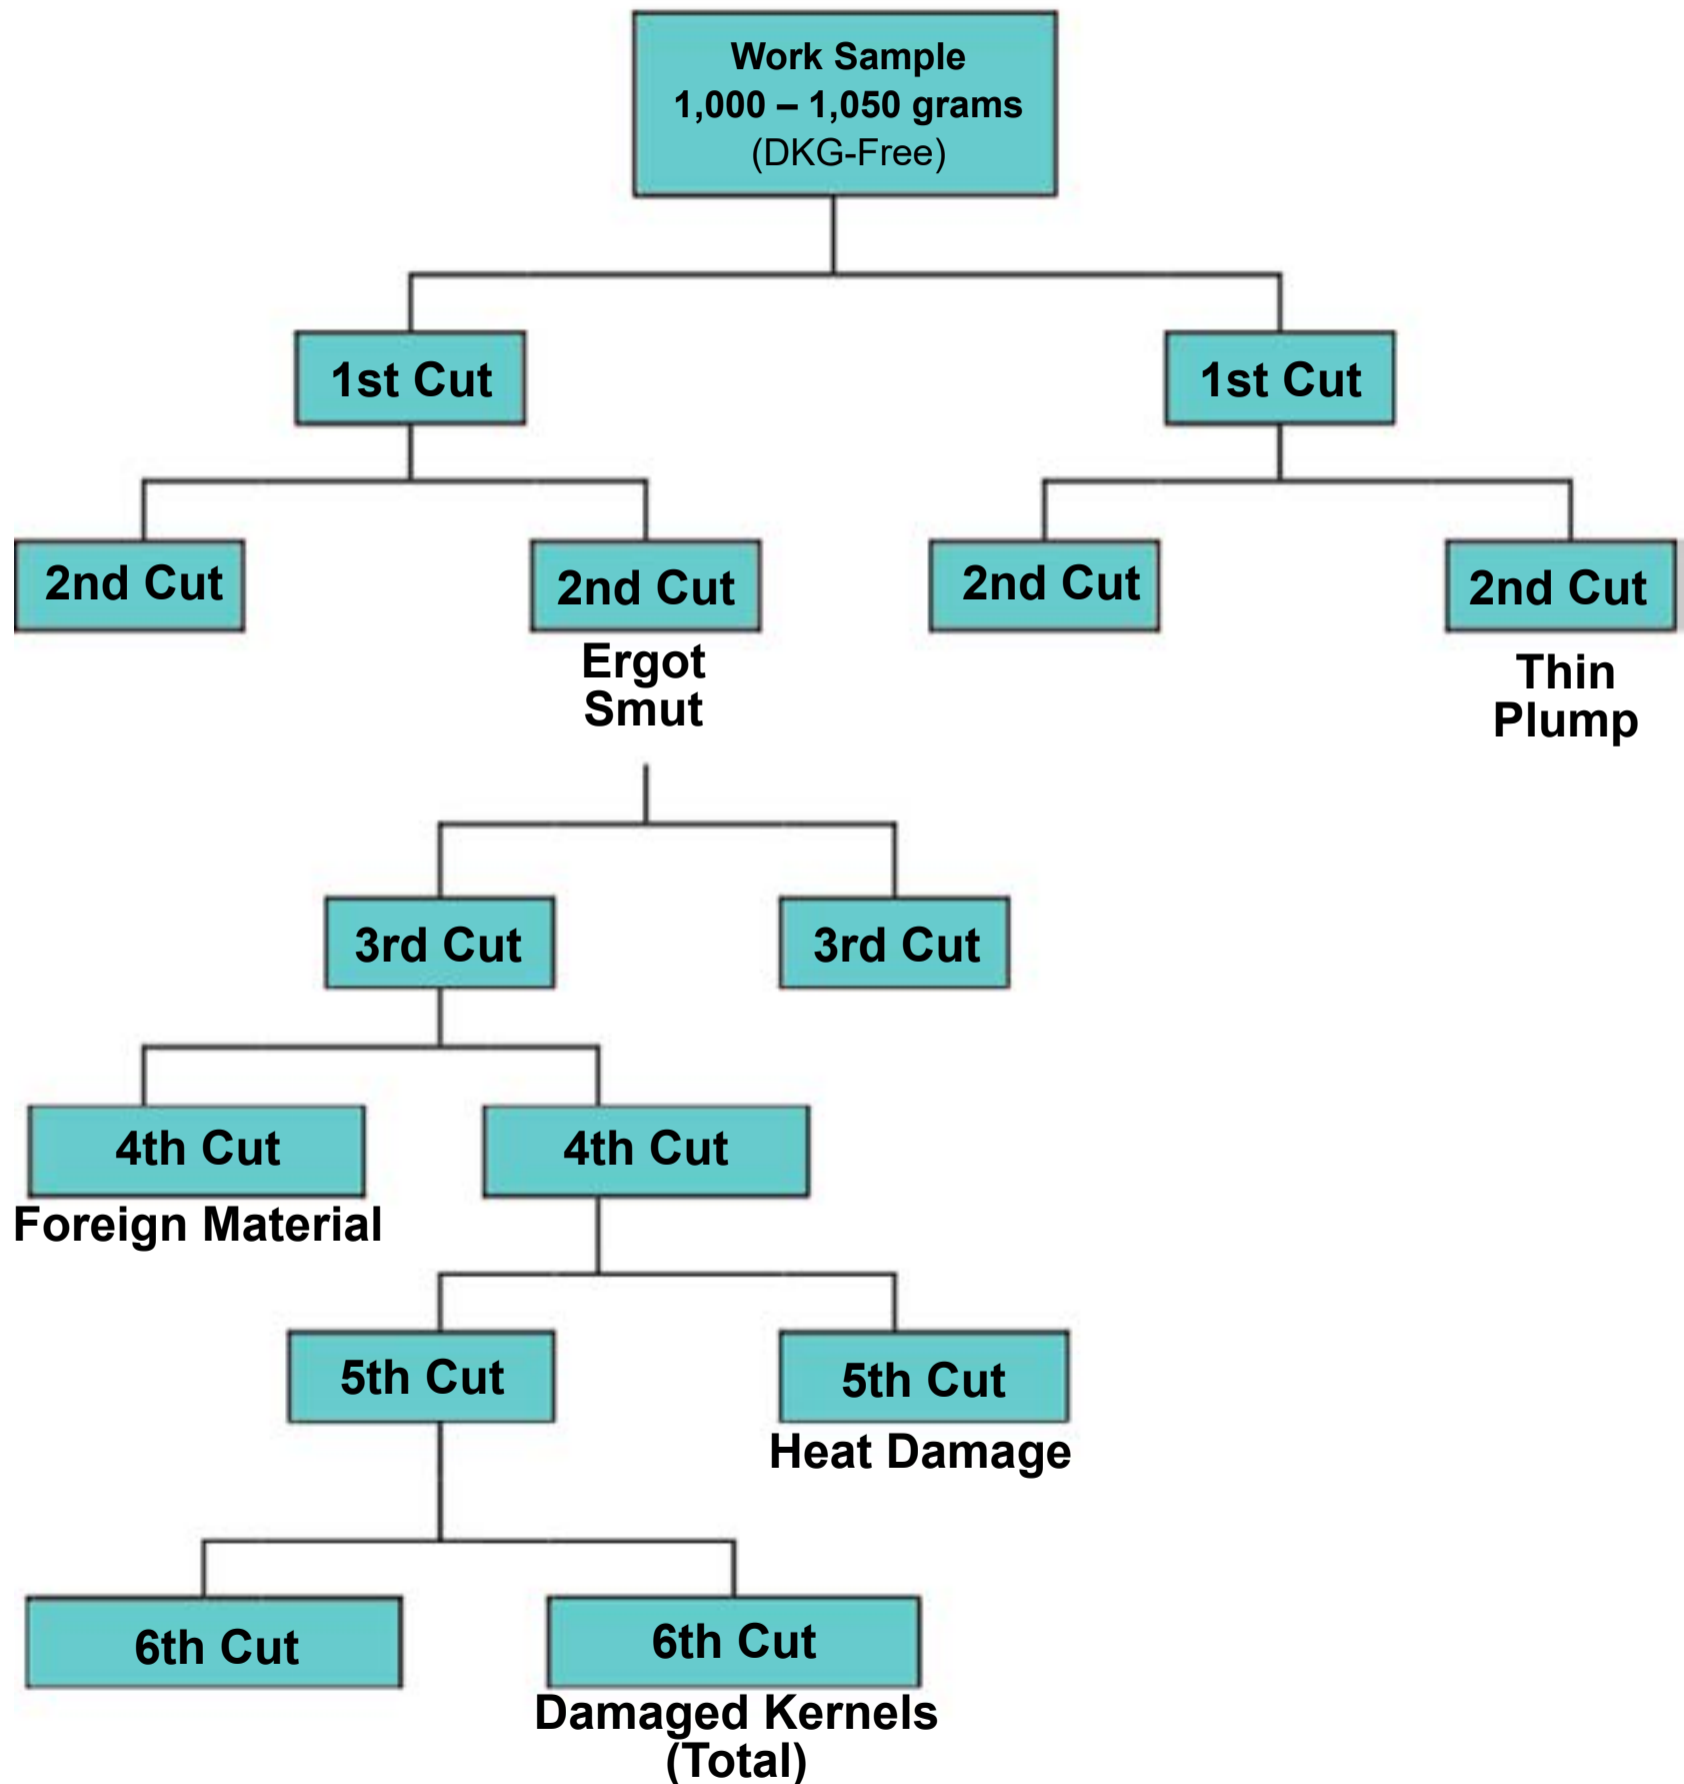 Work Sample
1,000 – 1,050 grams
(DKG-Free)
1st Cut
1st Cut
2nd Cut
2nd Cut
2nd Cut
2nd Cut
Ergot
Smut
Thin
Plump
3rd Cut
3rd Cut
4th Cut
4th Cut
Foreign Material
5th Cut
5th Cut
Heat Damage
6th Cut
6th Cut
Damaged Kernels
(Total)